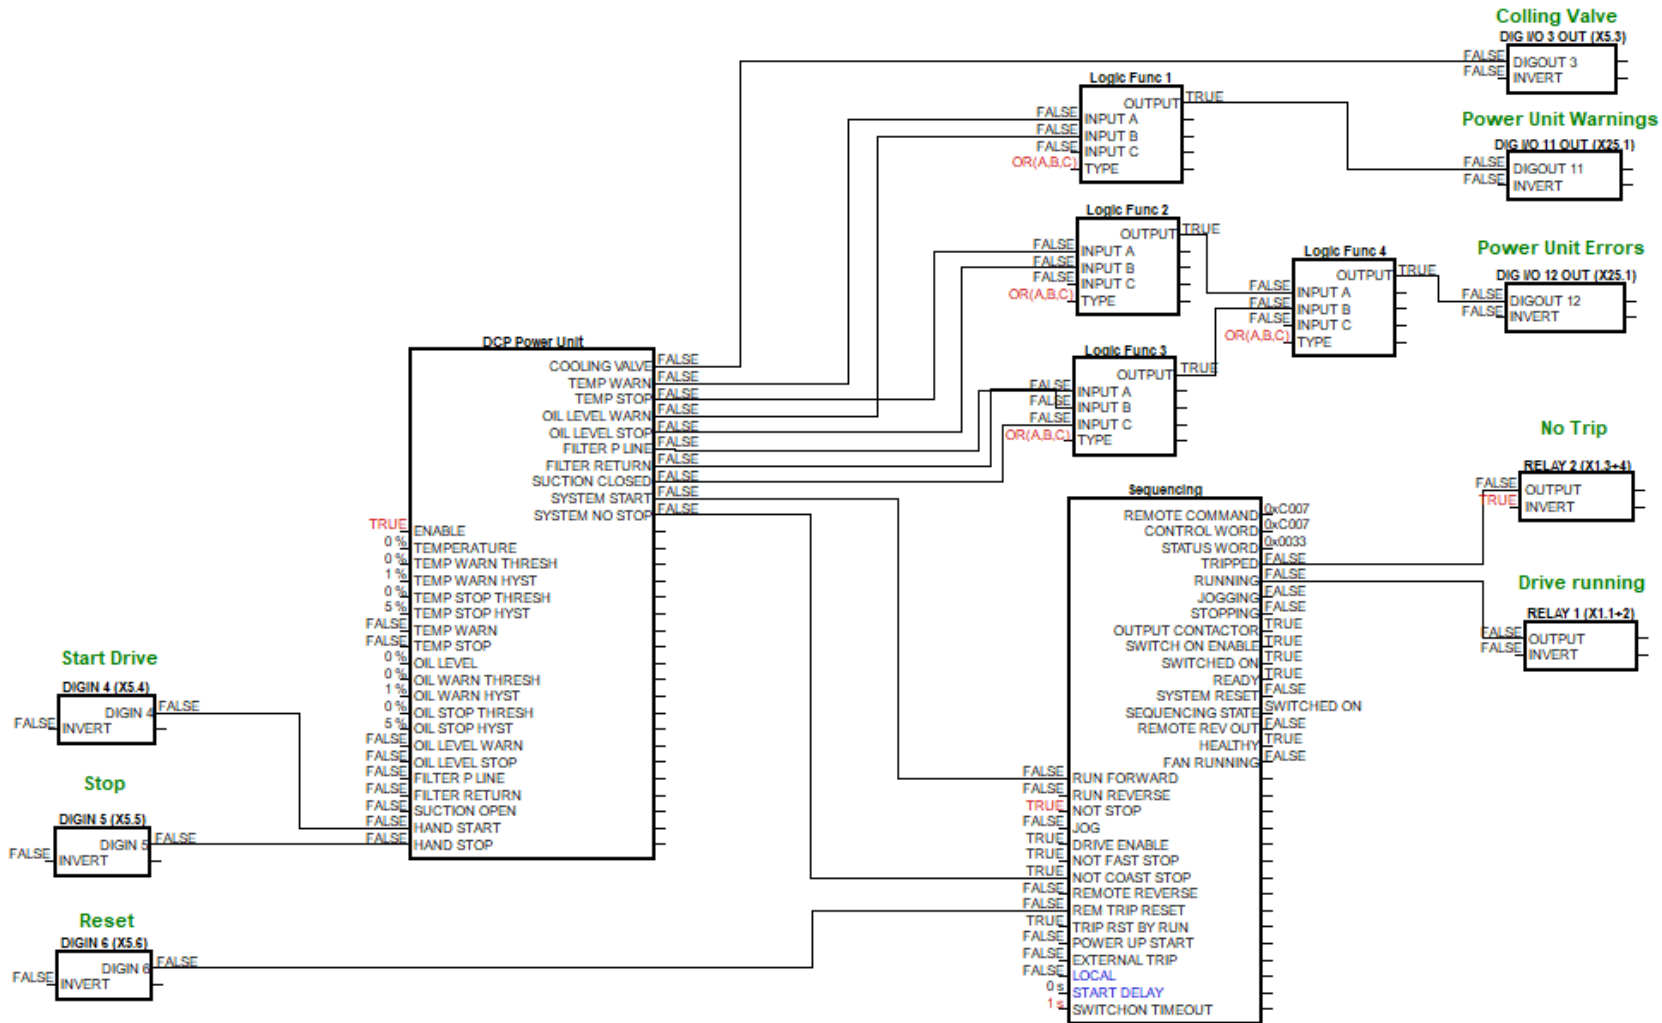 Colling Valve
DIG I/O 3 OUT (X5.3)
FALSE DIGOUT 3
FALSE INVERT
Logic Func 1
OUTPUT TRUE
FALSE INPUT A
FALSE INPUT B
FALSE INPUT C
OR(A,B,C) TYPE
Power Unit Warnings
DIG I/O 11 OUT (X25.1)
FALSE DIGOUT 11
FALSE INVERT
Logic Func 2
OUTPUT TRUE
FALSE INPUT A
FALSE INPUT B
FALSE INPUT C
OR(A,B,C) TYPE
Logic Func 4
OUTPUT TRUE
FALSE INPUT A
FALSE INPUT B
FALSE INPUT C
OR(A,B,C) TYPE
Power Unit Errors
DIG I/O 12 OUT (X25.1)
FALSE DIGOUT 12
FALSE INVERT
Logic Func 3
OUTPUT TRUE
FALSE INPUT A
FALSE INPUT B
FALSE INPUT C
OR(A,B,C) TYPE
DCP Power Unit
COOLING VALVE FALSE
TEMP WARN FALSE
TEMP STOP FALSE
OIL LEVEL WARN FALSE
OIL LEVEL STOP FALSE
FILTER P LINE FALSE
FILTER RETURN FALSE
SUCTION CLOSED FALSE
SYSTEM START FALSE
SYSTEM NO STOP FALSE
TRUE ENABLE
0 % TEMPERATURE
0 % TEMP WARN THRESH
1 % TEMP WARN HYST
0 % TEMP STOP THRESH
5 % TEMP STOP HYST
FALSE TEMP WARN
FALSE TEMP STOP
0 % OIL LEVEL
0 % OIL WARN THRESH
1 % OIL WARN HYST
0 % OIL STOP THRESH
5 % OIL STOP HYST
FALSE OIL LEVEL WARN
FALSE OIL LEVEL STOP
FALSE FILTER P LINE
FALSE FILTER RETURN
FALSE SUCTION OPEN
FALSE HAND START
FALSE HAND STOP
Start Drive
DIGIN 4 (X5.4)
DIGIN 4 FALSE
FALSE INVERT
Stop
DIGIN 5 (X5.5)
DIGIN 5 FALSE
FALSE INVERT
Reset
DIGIN 6 (X5.6)
DIGIN 6 FALSE
FALSE INVERT
Sequencing
REMOTE COMMAND 0xC007
CONTROL WORD 0xC007
STATUS WORD 0x0033
TRIPPED FALSE
RUNNING FALSE
JOGGING FALSE
STOPPING FALSE
OUTPUT CONTACTOR TRUE
SWITCH ON ENABLE TRUE
SWITCHED ON TRUE
READY TRUE
SYSTEM RESET FALSE
SEQUENCING STATE SWITCHED ON
REMOTE REV OUT FALSE
HEALTHY TRUE
FAN RUNNING FALSE
FALSE RUN FORWARD
FALSE RUN REVERSE
TRUE NOT STOP
FALSE JOG
TRUE DRIVE ENABLE
TRUE NOT FAST STOP
TRUE NOT COAST STOP
FALSE REMOTE REVERSE
FALSE REM TRIP RESET
TRUE TRIP RST BY RUN
FALSE POWER UP START
FALSE EXTERNAL TRIP
FALSE LOCAL
0 s START DELAY
1 s SWITCHON TIMEOUT
No Trip
RELAY 2 (X1.3+4)
FALSE OUTPUT
TRUE INVERT
Drive running
RELAY 1 (X1.1+2)
FALSE OUTPUT
FALSE INVERT